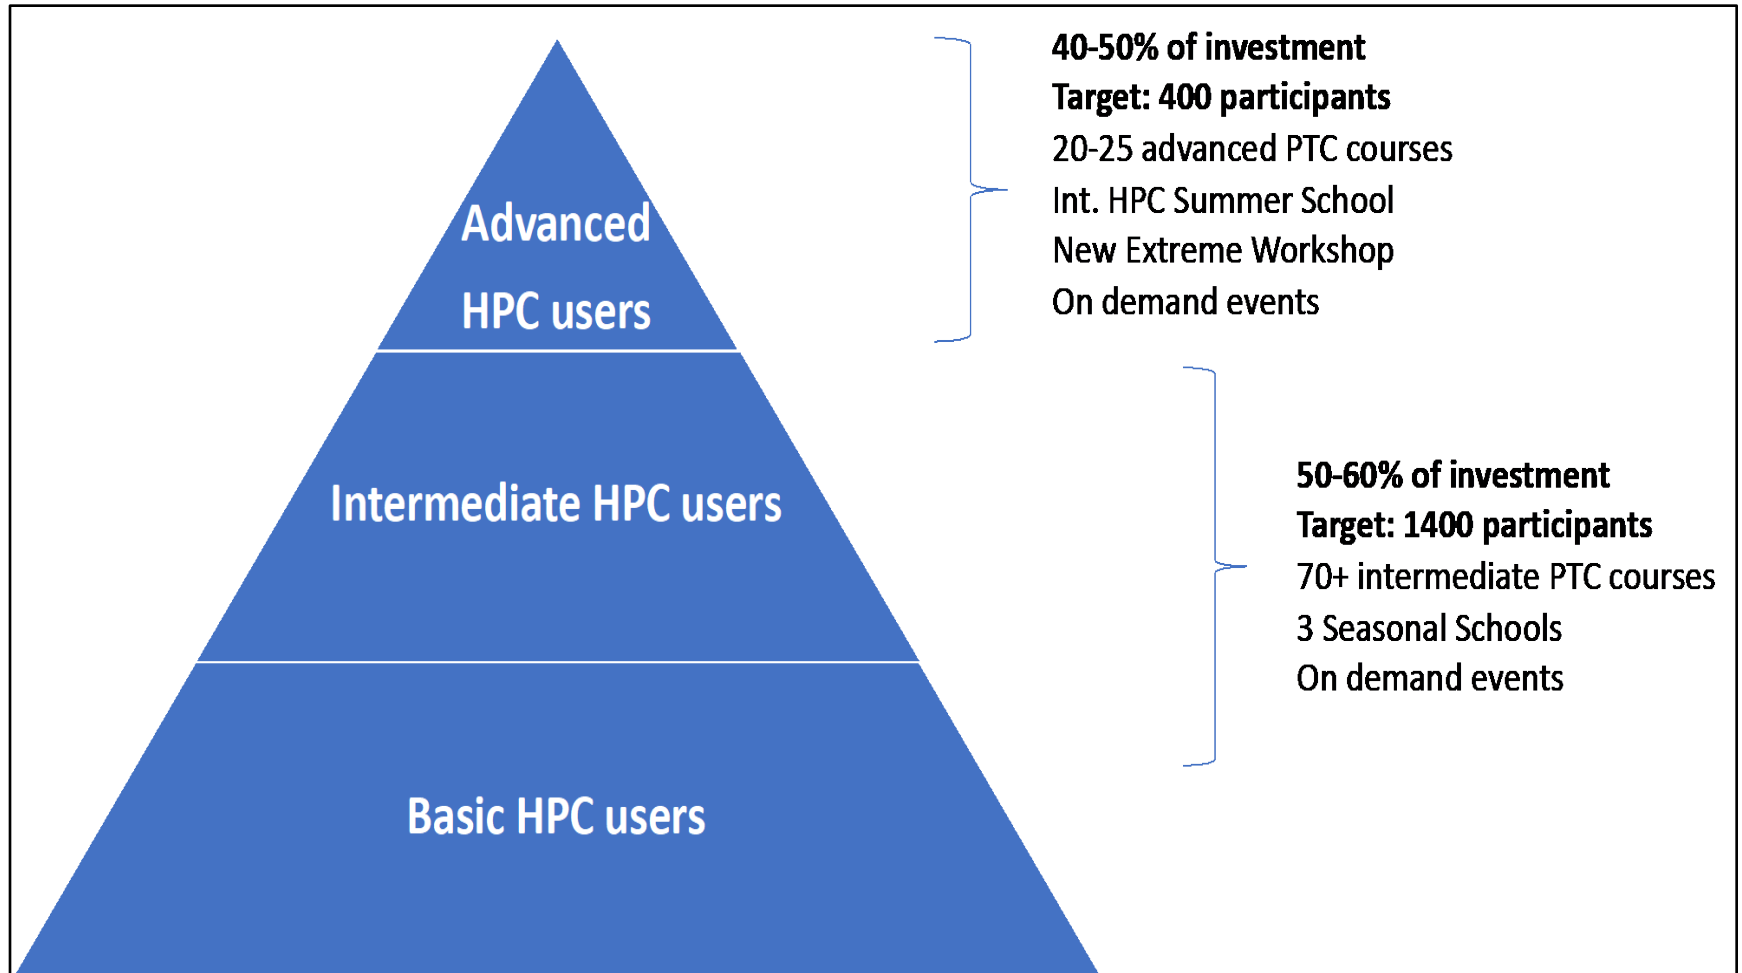 Advanced
HPC users
Intermediate HPC users
Basic HPC users
40-50% of investment
Target: 400 participants
20-25 advanced PTC courses
Int. HPC Summer School
New Extreme Workshop
On demand events
50-60% of investment
Target: 1400 participants
70+ intermediate PTC courses
3 Seasonal Schools
On demand events